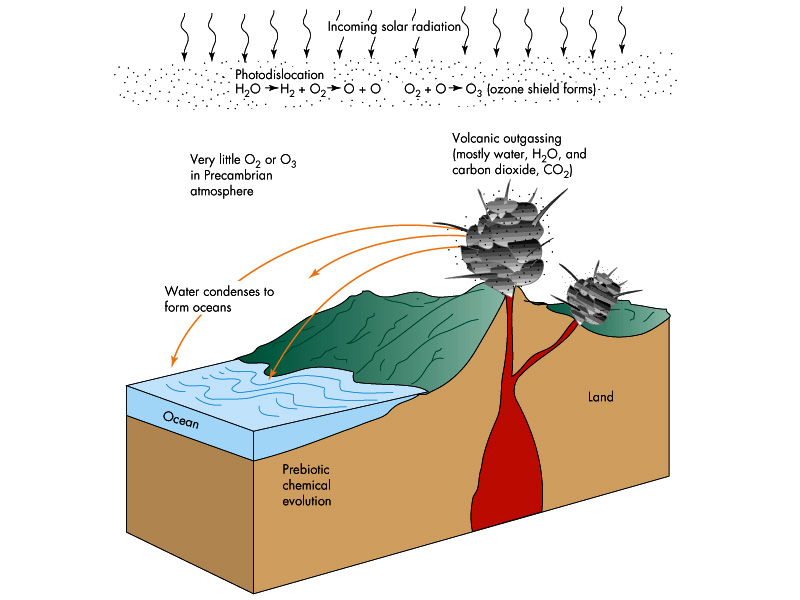 Incoming solar radiation
Photodislocation
H₂O → H₂ + O₂ → O + O O₂ + O → O₃ (ozone shield forms)
Volcanic outgassing
(mostly water, H₂O, and
carbon dioxide, CO₂)
Very little O₂ or O₃
in Precambrian
atmosphere
Water condenses to
form oceans
Land
Ocean
Prebiotic
chemical
evolution